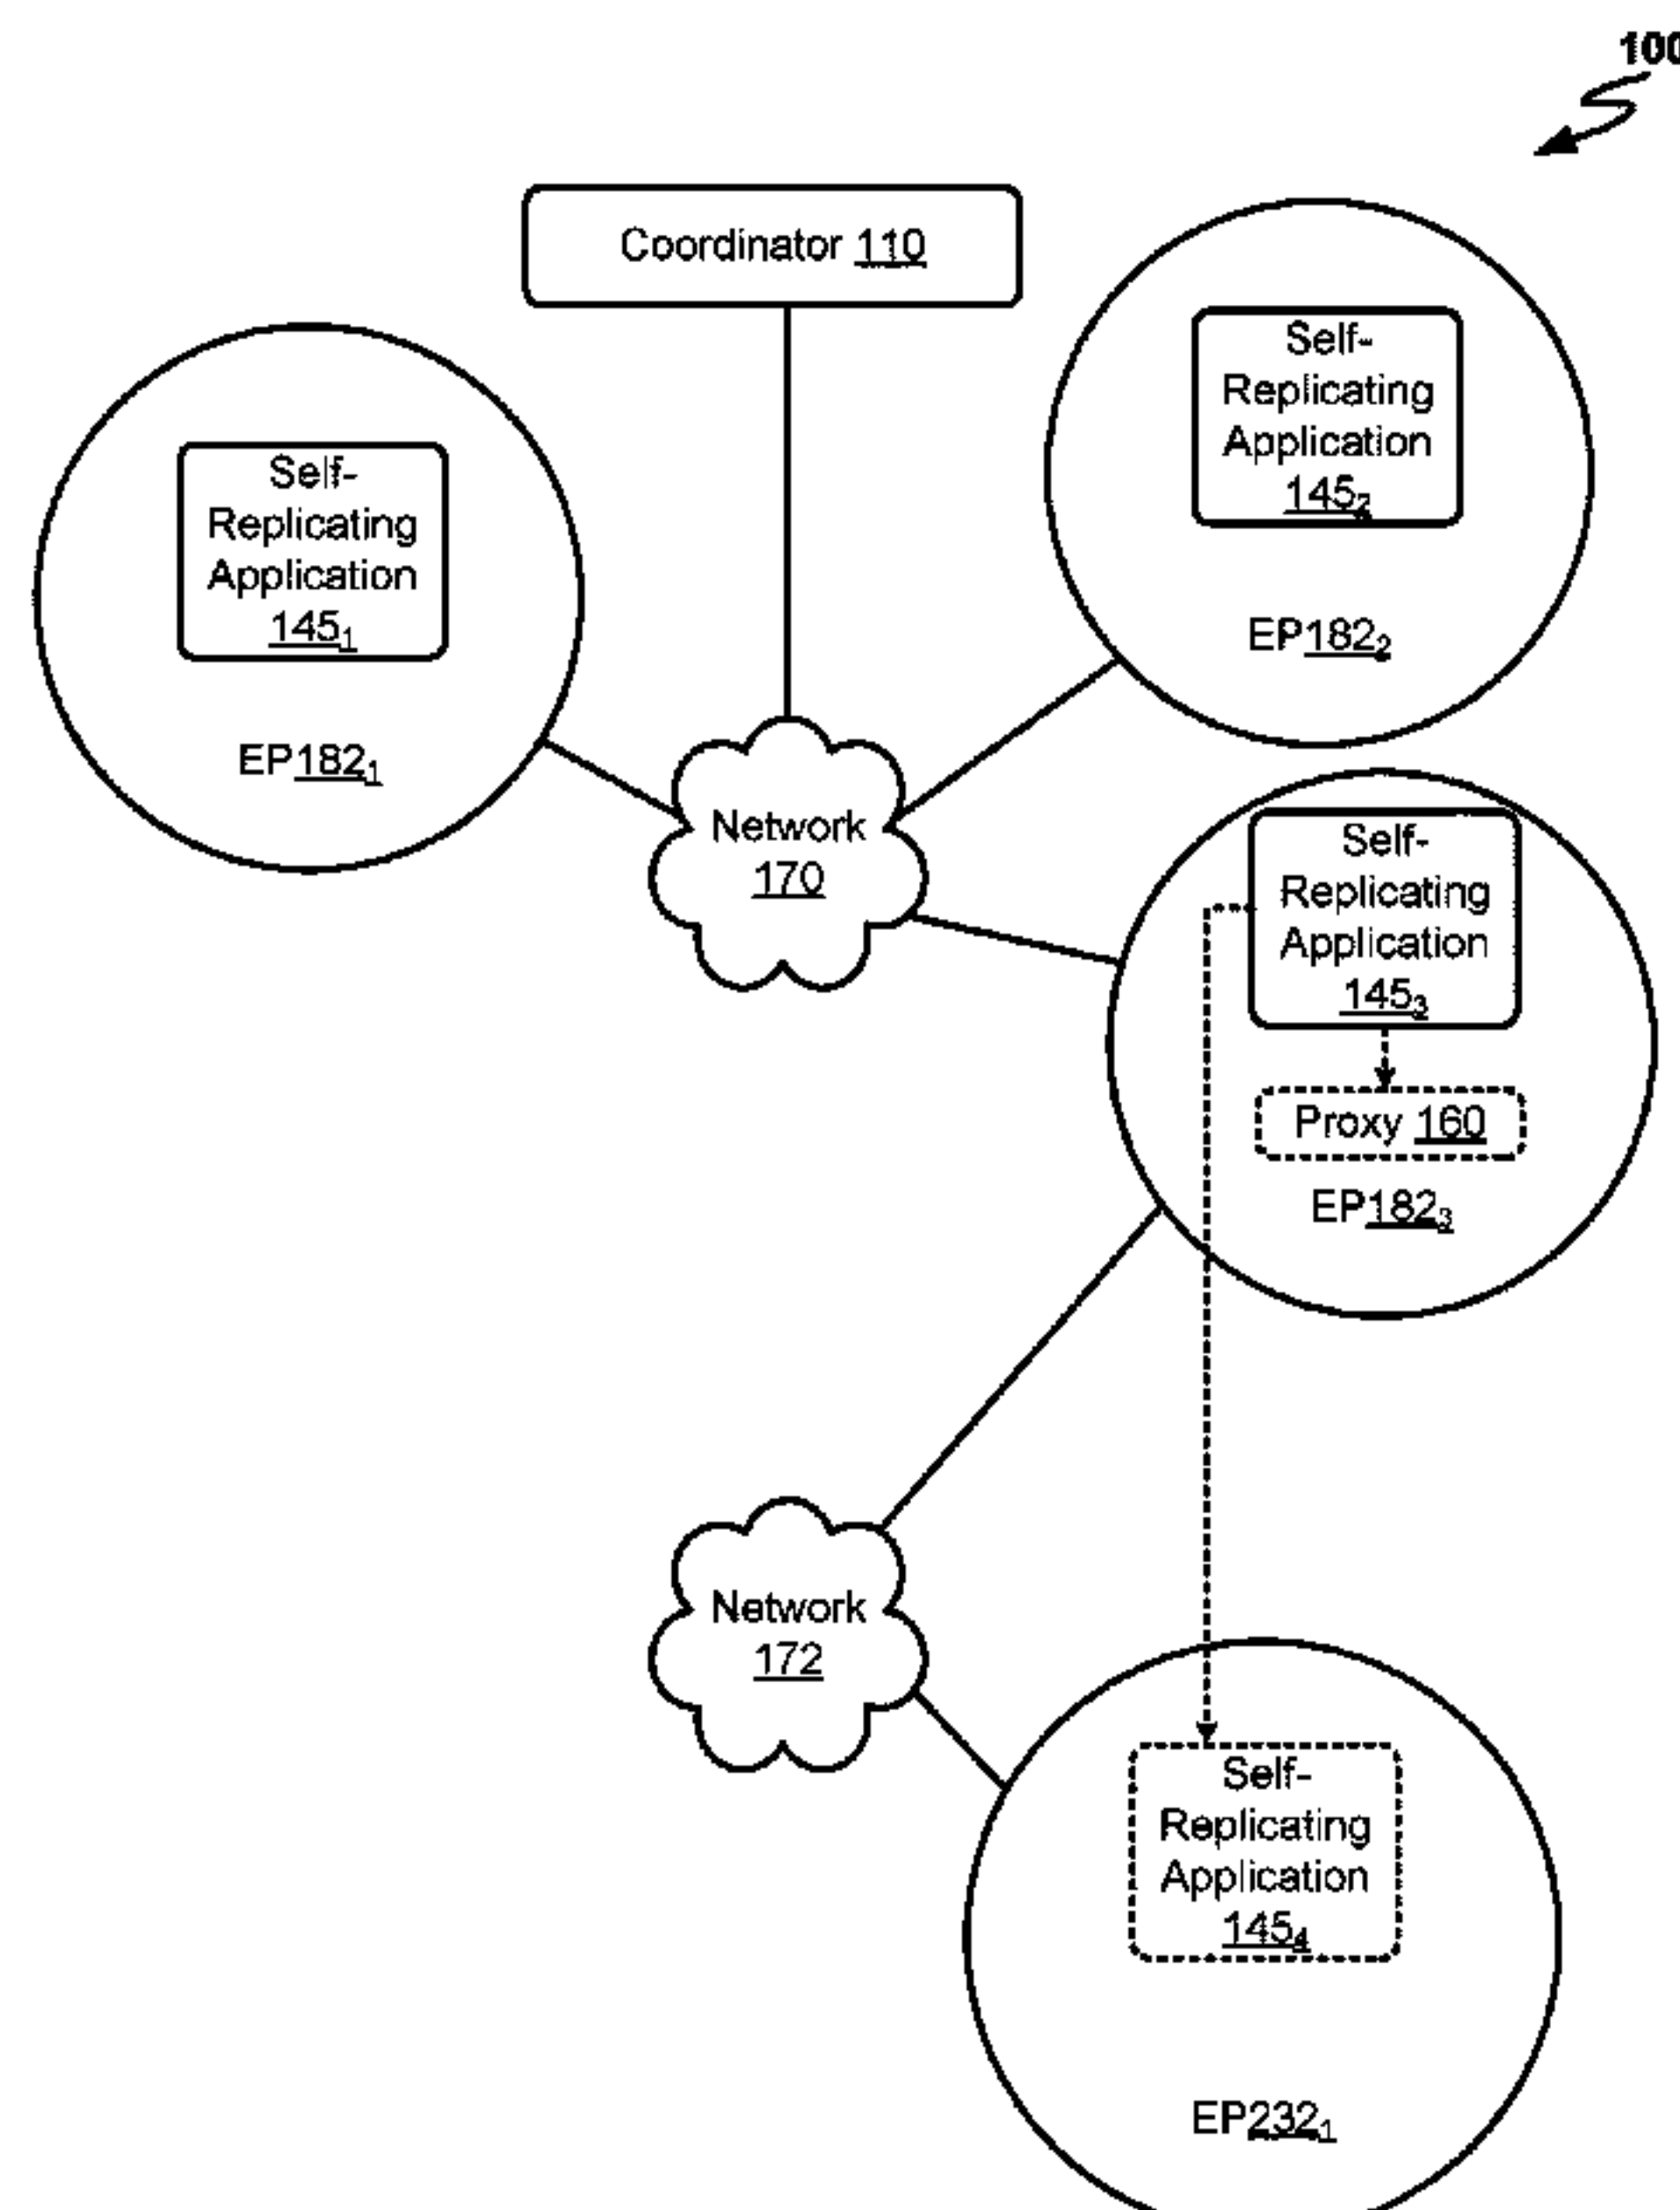 100
Coordinator 110
Self-
Replicating
Application
145₂
EP182₂
Self-
Replicating
Application
145₁
EP182₁
Network
170
Self-
Replicating
Application
145₃
Proxy 160
EP182₃
Network
172
Self-
Replicating
Application
145₄
EP232₁